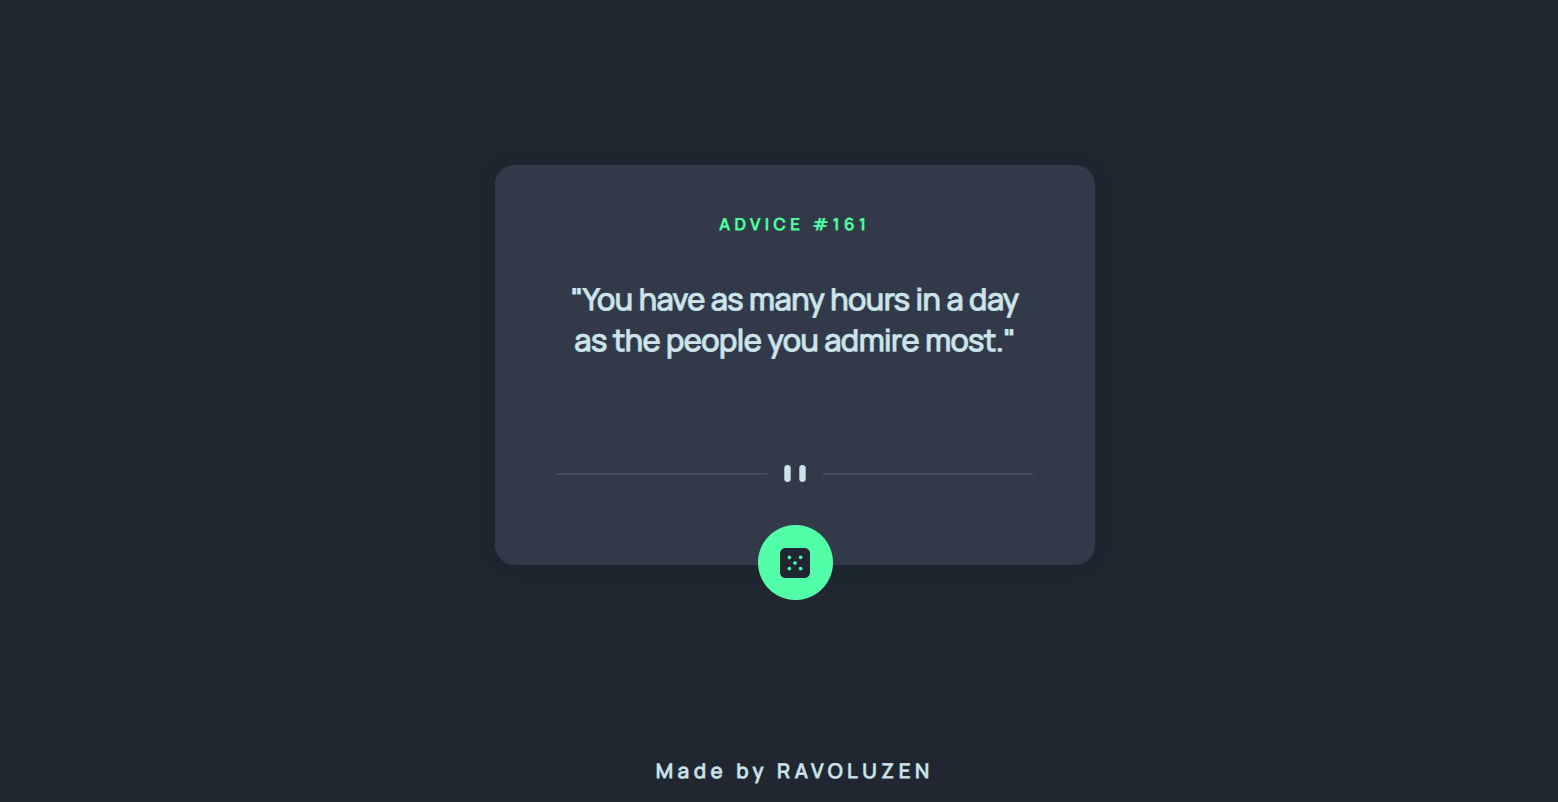 ADVICE #161
"You have as many hours in a day
as the people you admire most."
Made by RAVOLUZEN